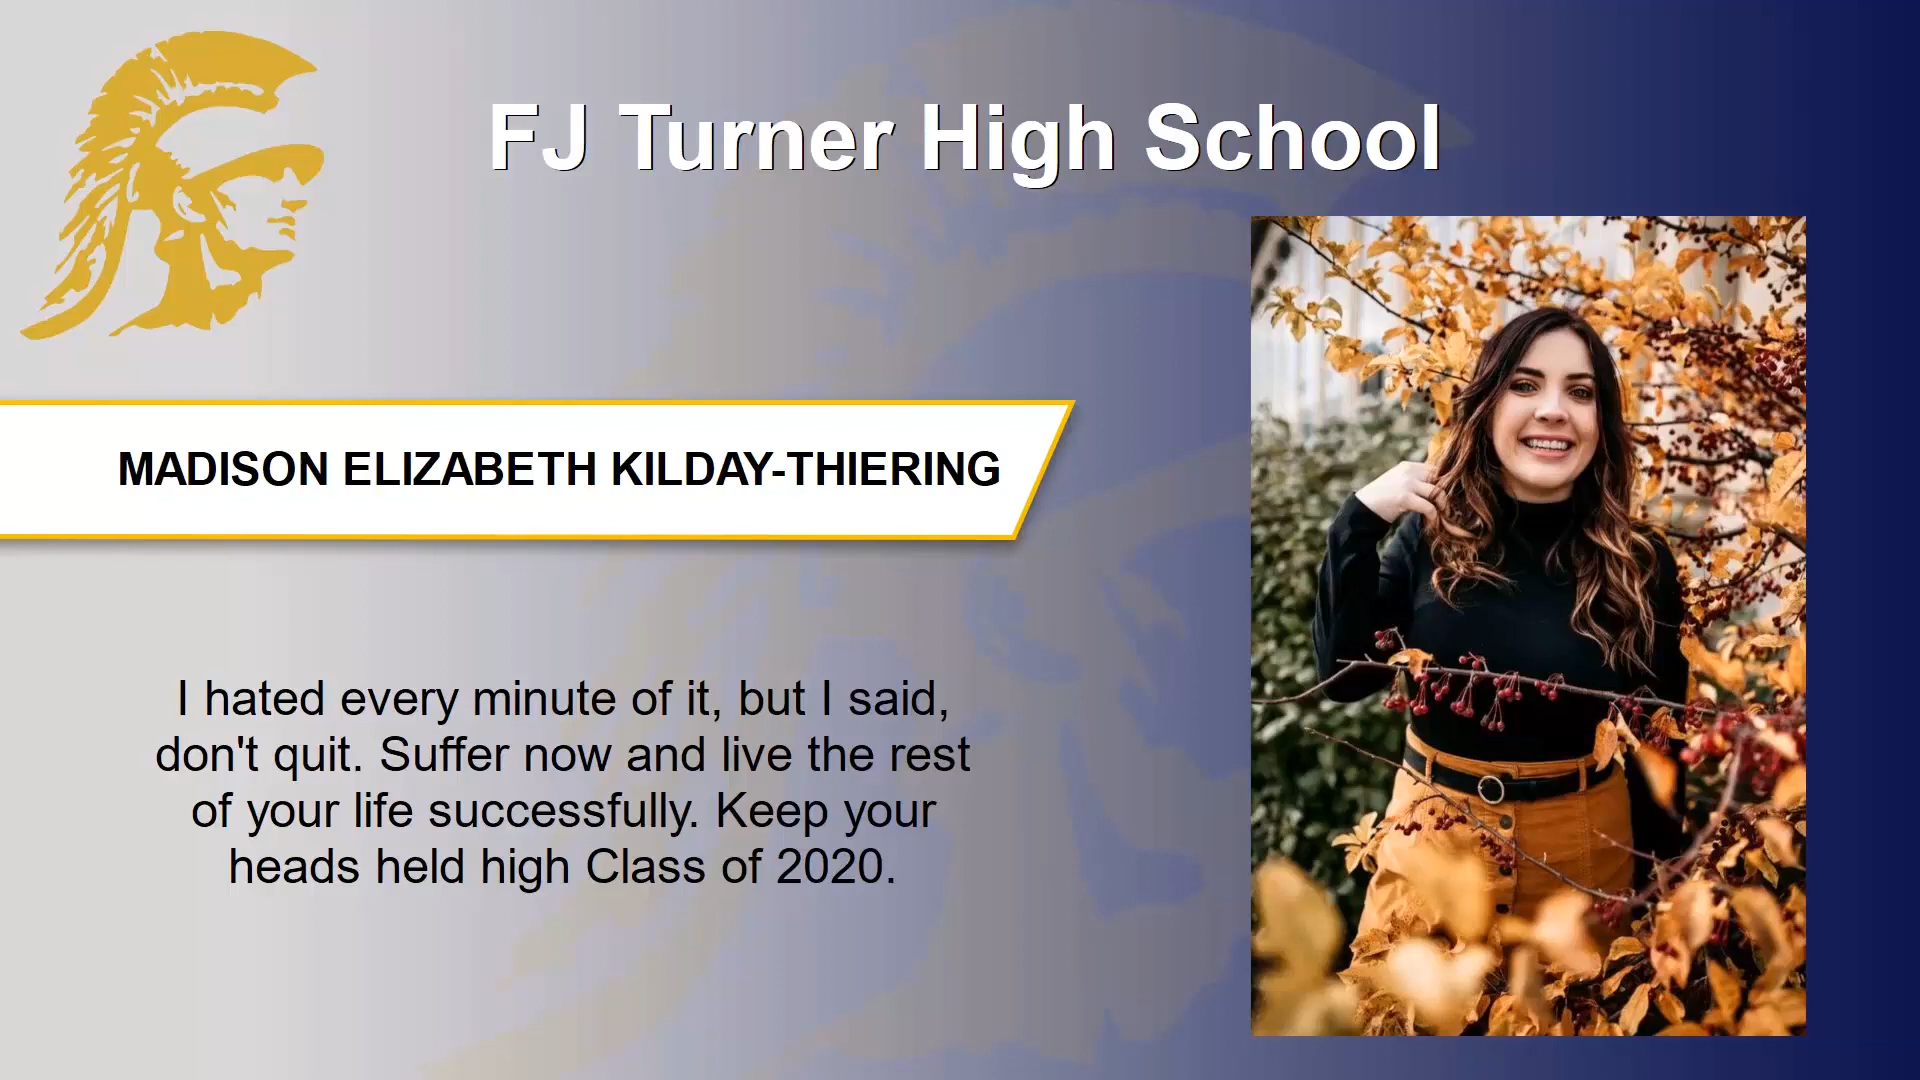 FJ Turner High School
MADISON ELIZABETH KILDAY-THIERING
I hated every minute of it, but I said,
don't quit. Suffer now and live the rest
of your life successfully. Keep your
heads held high Class of 2020.